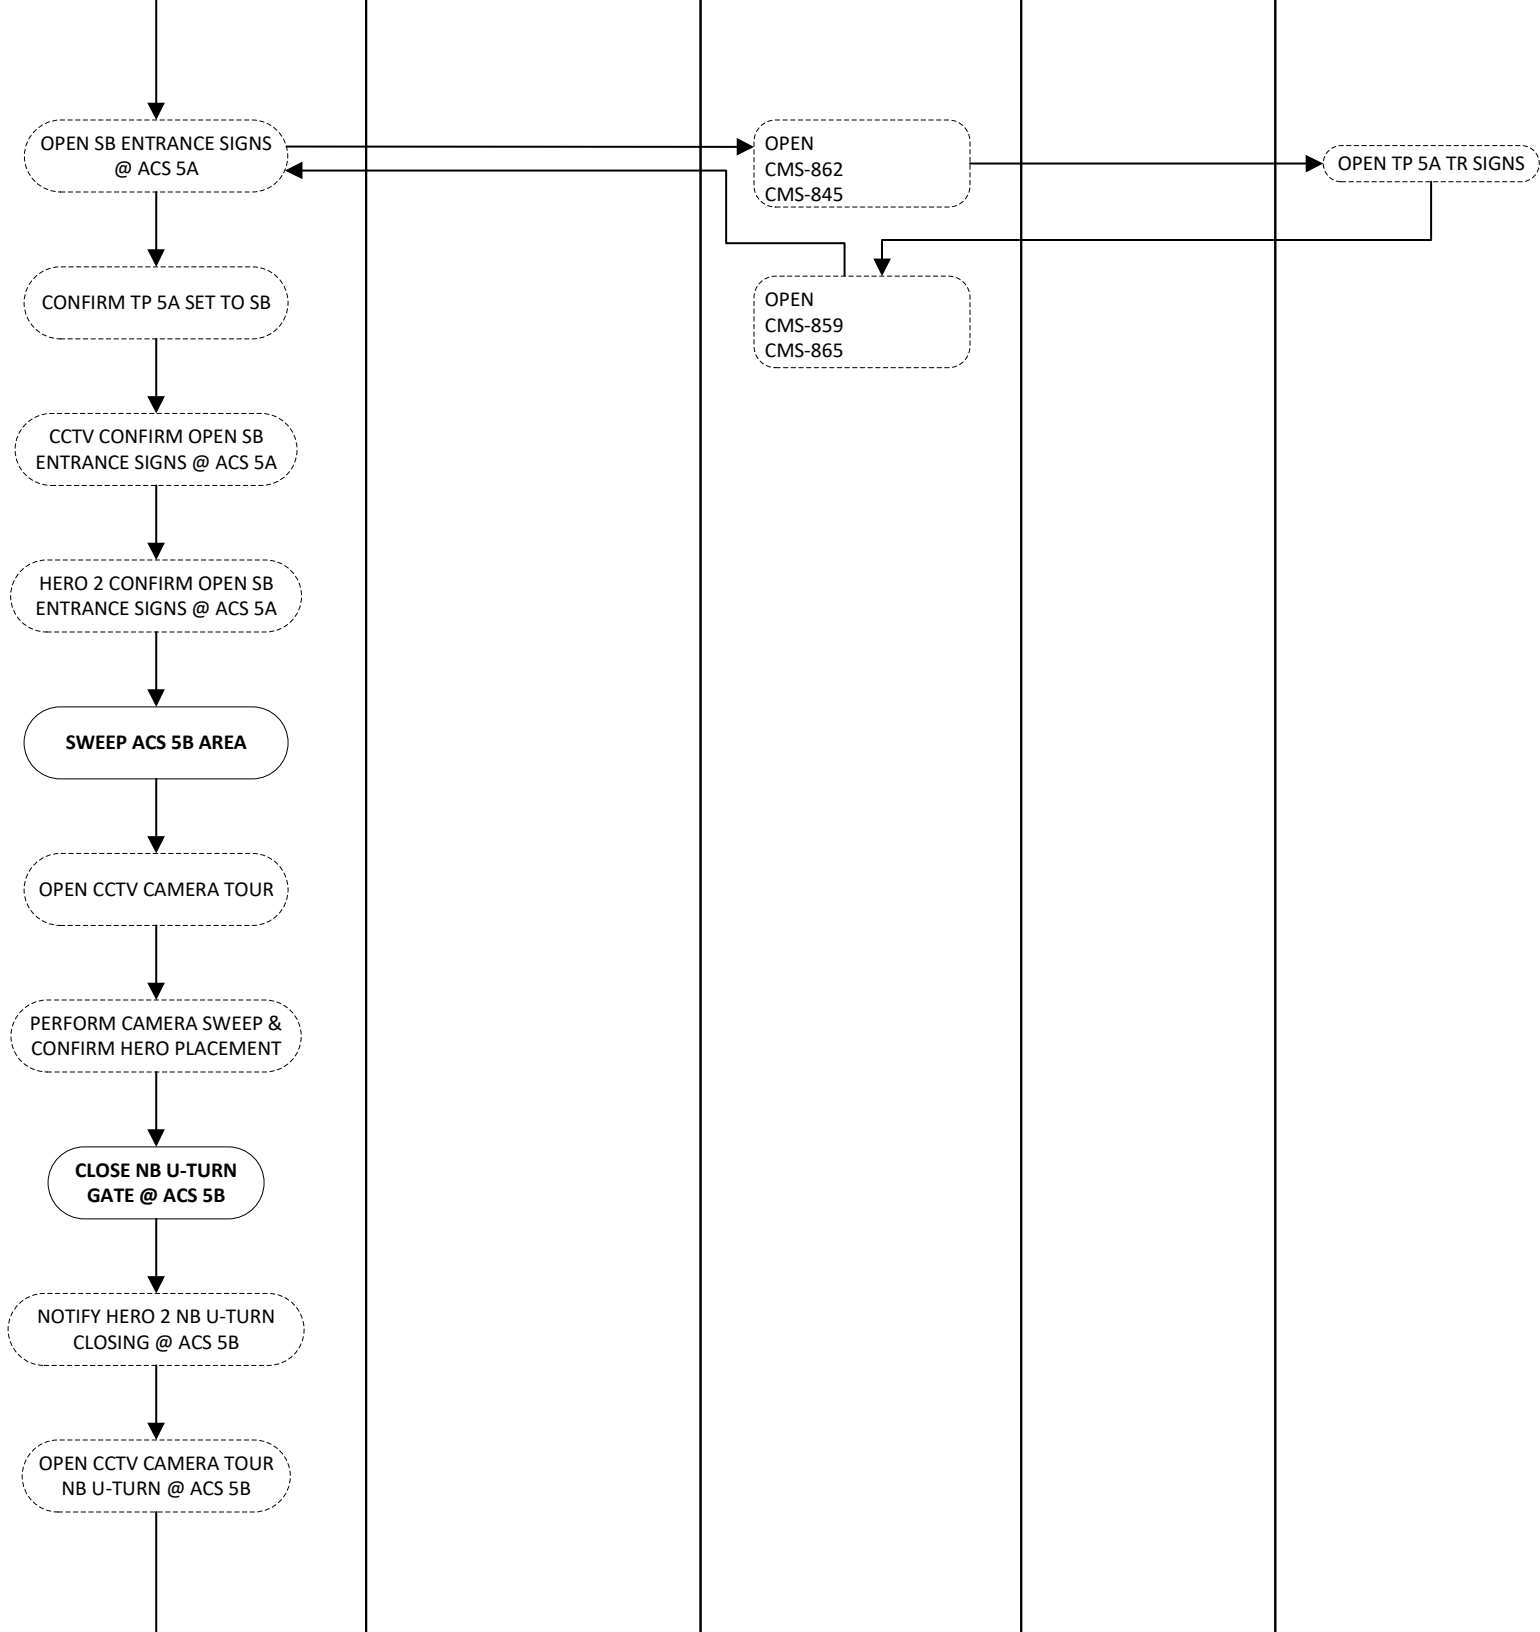 OPEN SB ENTRANCE SIGNS
@ ACS 5A
OPEN
CMS-862
CMS-845
OPEN TP 5A TR SIGNS
CONFIRM TP 5A SET TO SB
OPEN
CMS-859
CMS-865
CCTV CONFIRM OPEN SB
ENTRANCE SIGNS @ ACS 5A
HERO 2 CONFIRM OPEN SB
ENTRANCE SIGNS @ ACS 5A
SWEEP ACS 5B AREA
OPEN CCTV CAMERA TOUR
PERFORM CAMERA SWEEP &
CONFIRM HERO PLACEMENT
CLOSE NB U-TURN
GATE @ ACS 5B
NOTIFY HERO 2 NB U-TURN
CLOSING @ ACS 5B
OPEN CCTV CAMERA TOUR
NB U-TURN @ ACS 5B